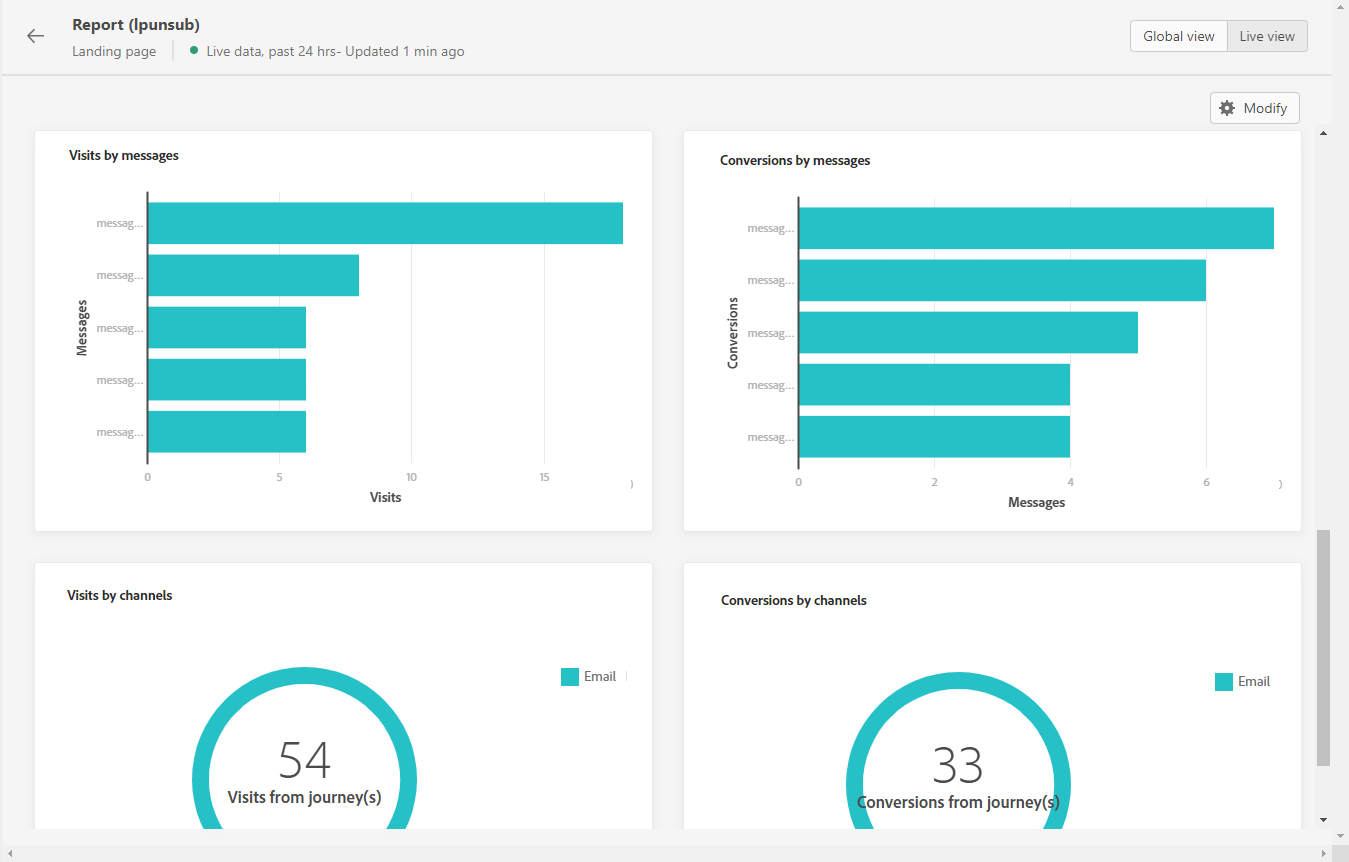 Report (lpunsub)
Landing page
Live data, past 24 hrs- Updated 1 min ago
Global view
Live view
Modify
Visits by messages
messag...
messag...
messag...
messag...
messag...
Messages
0 5 10 15
Visits
Conversions by messages
messag...
messag...
messag...
messag...
messag...
Conversions
0 2 4 6
Messages
Visits by channels
Email
54
Visits from journey(s)
Conversions by channels
Email
33
Conversions from journey(s)